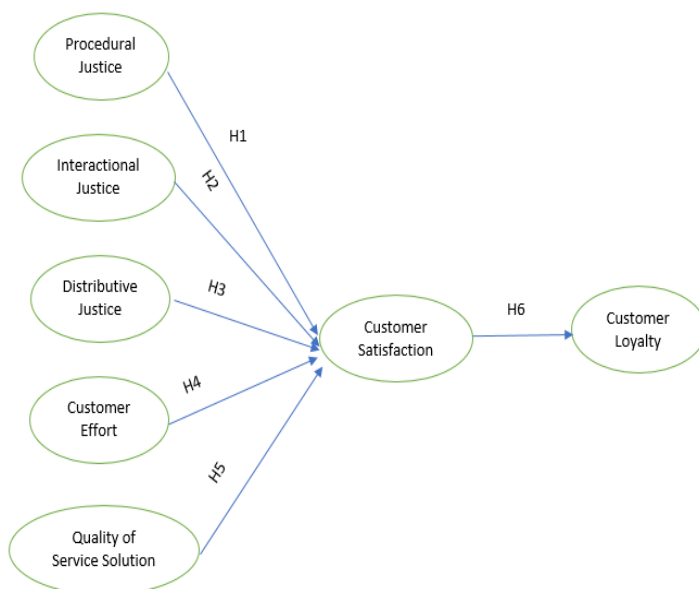 Procedural
Justice
H1
Interactional
Justice
H2
Distributive
Justice
H3
Customer
Satisfaction
H6
Customer
Loyalty
H4
Customer
Effort
H5
Quality of
Service Solution